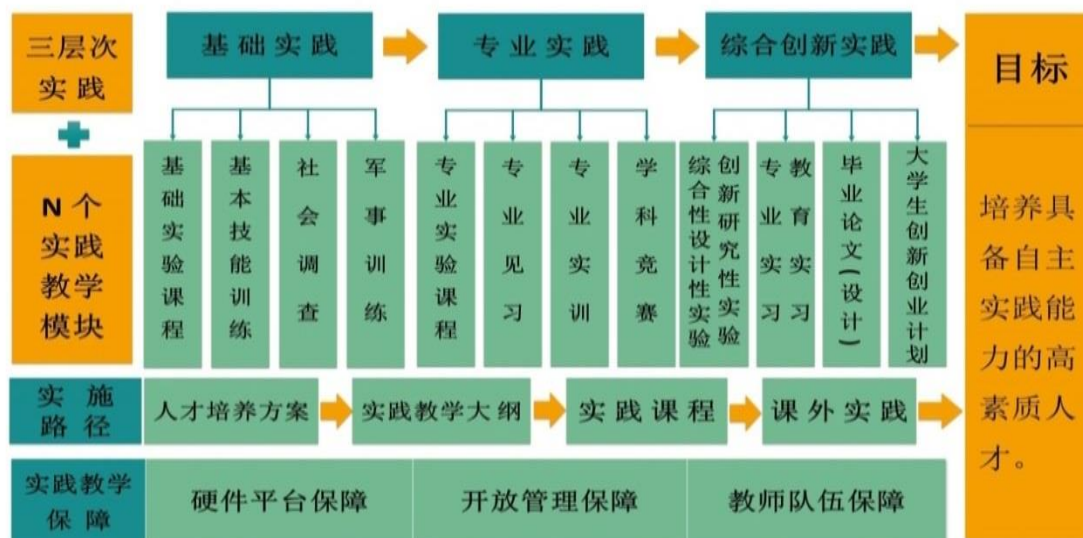 三层次
实践
基础实践
专业实践
综合创新实践
目标
N个
实践
教学
模块
基础实验课程
基本技能训练
社会调查
军事训练
专业实验课程
专业见习
专业实训
学科竞赛
综合性设计性实验
创新研究性实验
专业实习
教育实习
毕业论文(设计)
大学生创新创业计划
培养具
备自主
实践能
力的高
素质人
才。
实施
路径
人才培养方案
实践教学大纲
实践课程
课外实践
实践教学
保障
硬件平台保障
开放管理保障
教师队伍保障